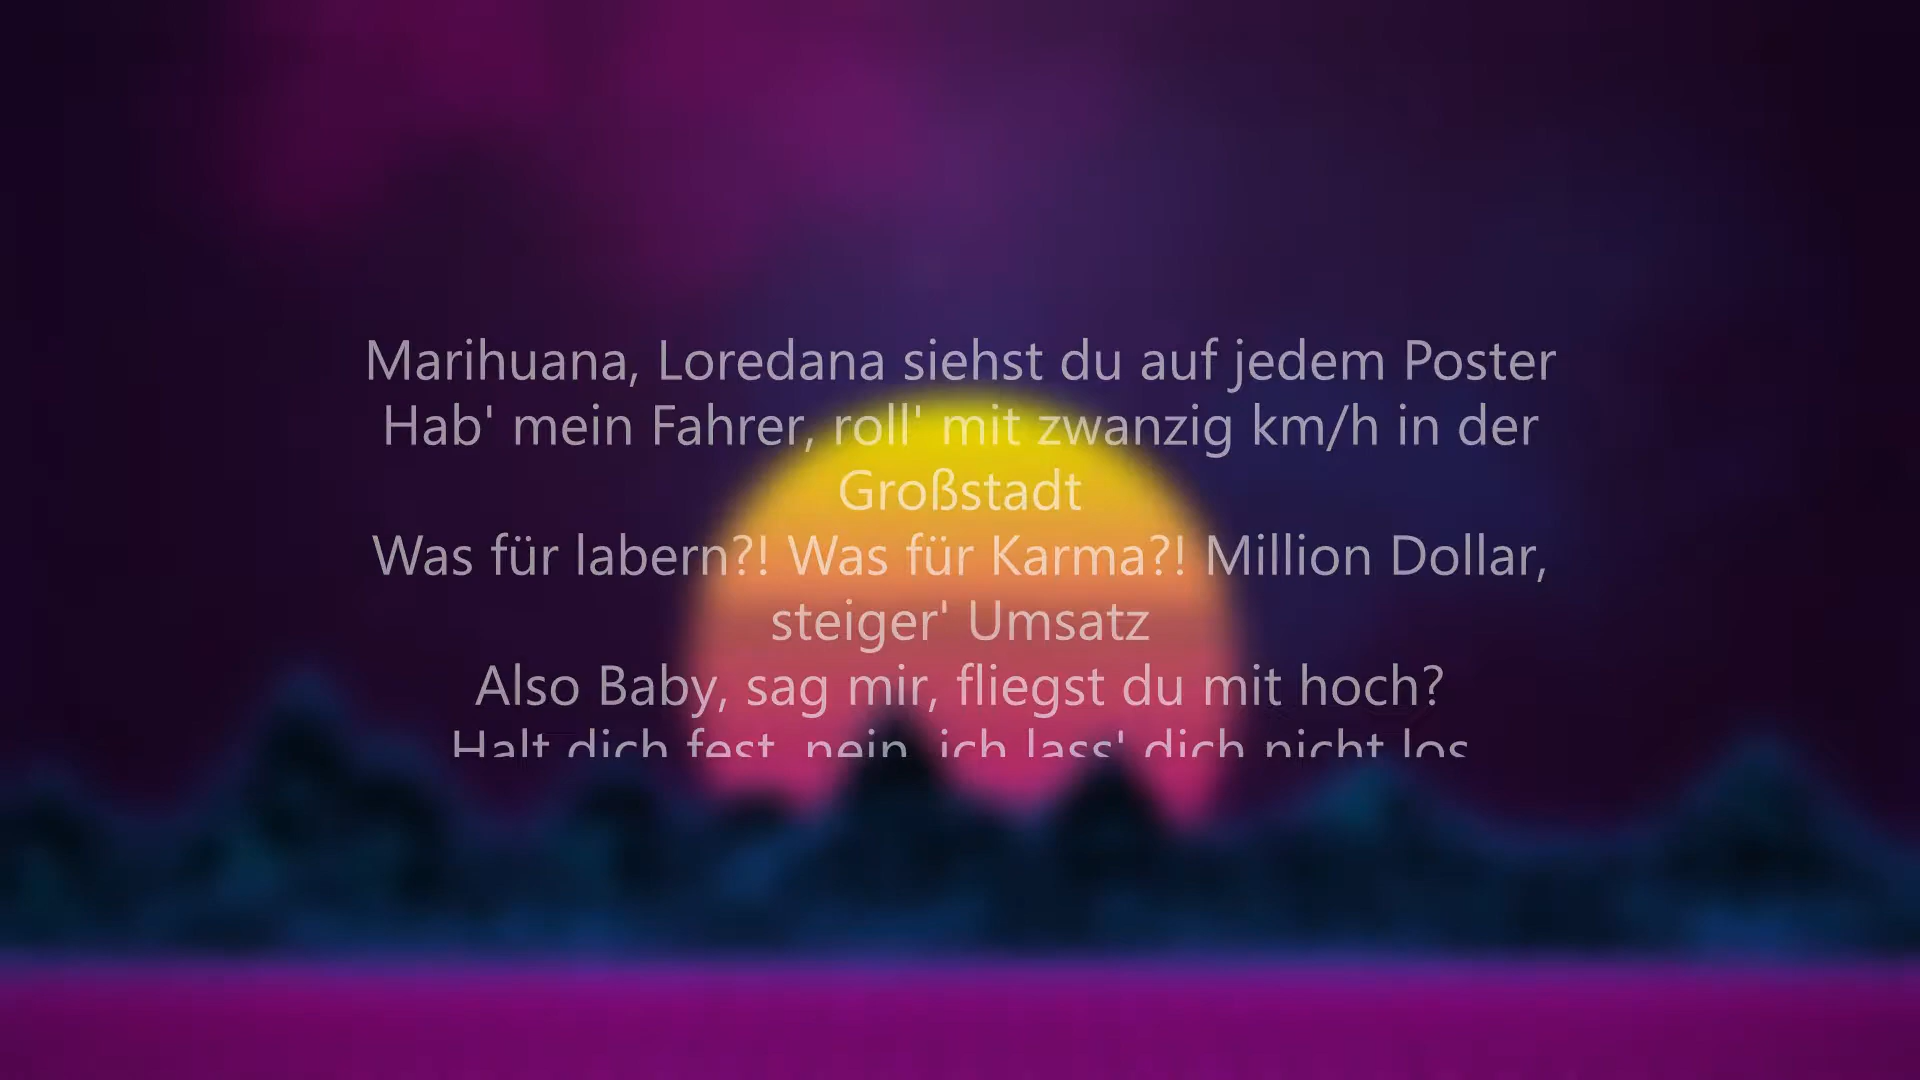 Marihuana, Loredana siehst du auf jedem Poster
Hab' mein Fahrer, roll' mit zwanzig km/h in der
Großstadt
Was für labern?! Was für Karma?! Million Dollar,
steiger' Umsatz
Also Baby, sag mir, fliegst du mit hoch?
Halt dich fest, nein, ich lass' dich nicht los